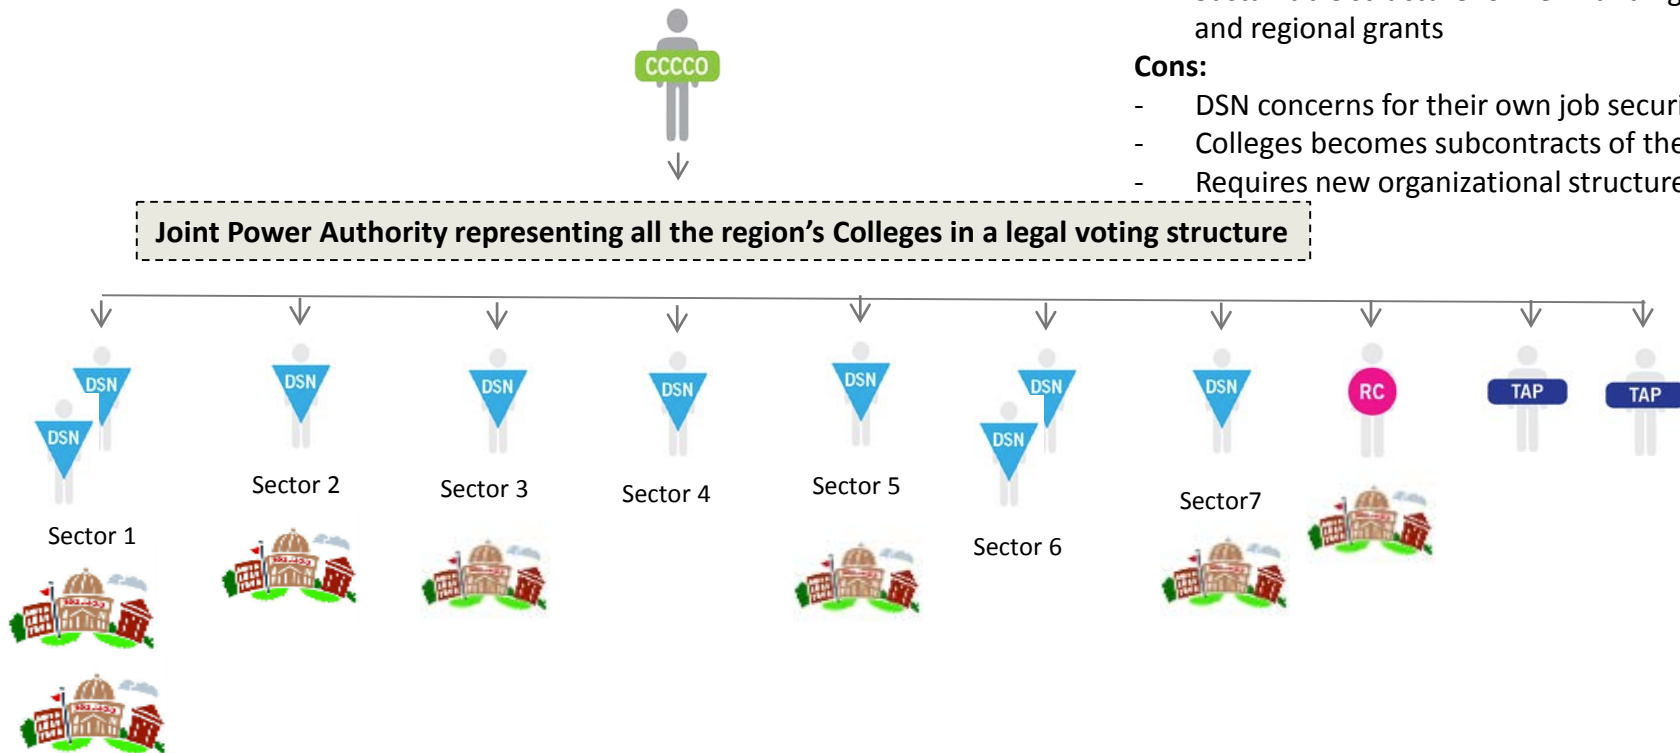 and regional grants
CCCCO
Cons:
- DSN concerns for their own job
- Colleges becomes subcontracts of
- Requires new organizational structure
Joint Power Authority representing all the region's Colleges in a legal voting structure
DSN
DSN
DSN
DSN
DSN
DSN
DSN
DSN
DSN
RC
TAP
TAP
Sector 1
Sector 2
Sector 3
Sector 4
Sector 5
Sector 6
Sector7